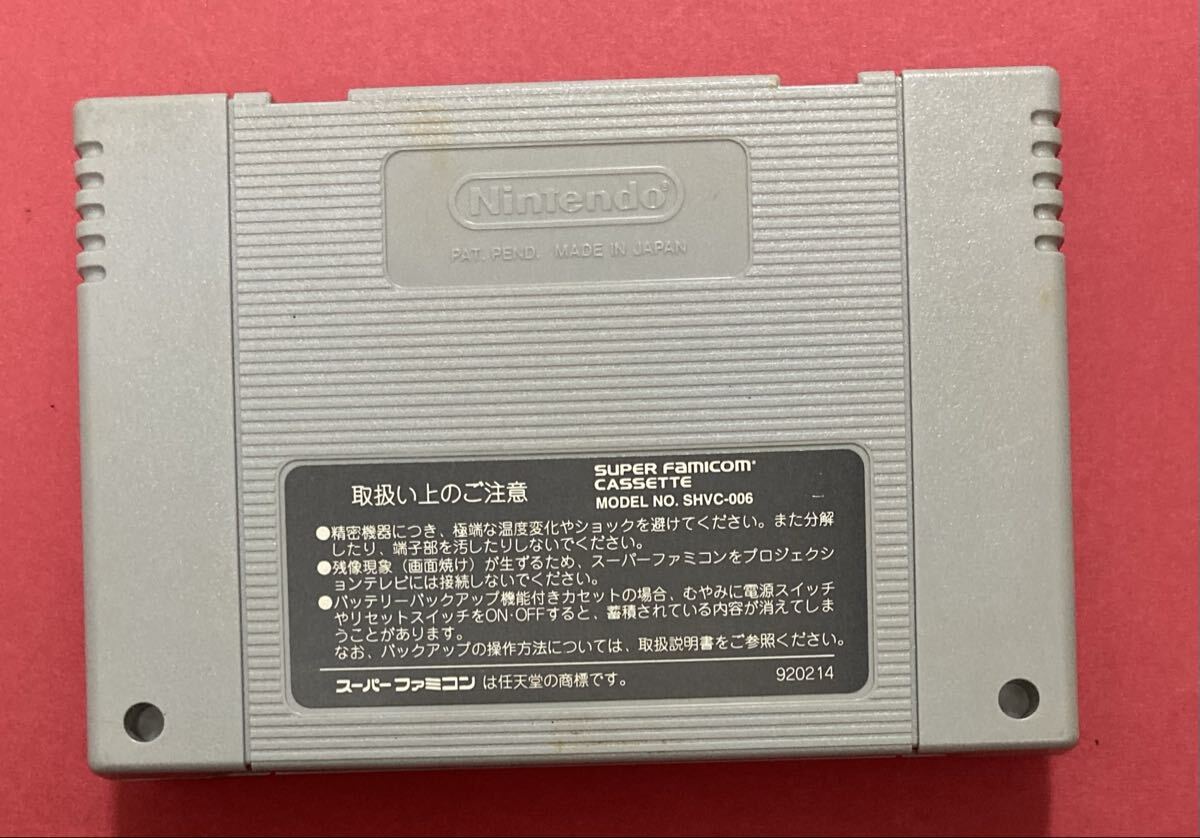 Nintendo®
PAT. PEND. MADE IN JAPAN
取扱い上のご注意
SUPER FAMICOM
CASSETTE
MODEL NO. SHVC-006
●精密機器につき、極端な温度変化やショックを避けてください。また分解
したり、端子部を汚したりしないでください。
●残像現象（画面焼け）が生ずるため、スーパーファミコンをプロジェクシ
ョンテレビには接続しないでください。
●バッテリーバックアップ機能付きカセットの場合、むやみに電源スイッチ
やリセットスイッチをON·OFFすると、蓄積されている内容が消えてしま
うことがあります。
なお、バックアップの操作方法については、取扱説明書をご参照ください。
スーパーファミコン は任天堂の商標です。
920214